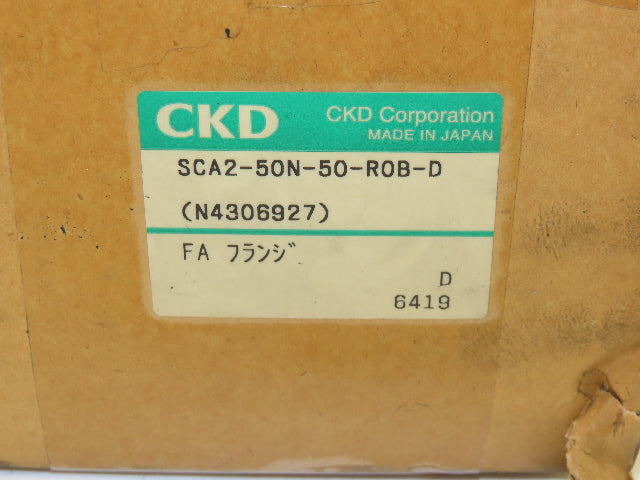 CKD
CKD Corporation
MADE IN JAPAN
SCA2-50N-50-R0B-D
(N4306927)
FA フランジ
D
6419